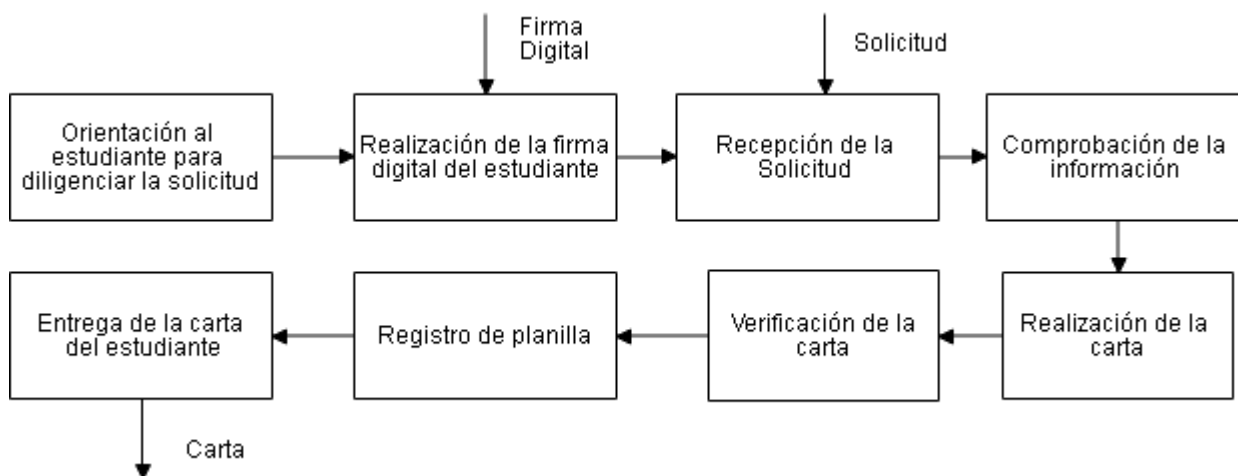 Firma
Digital
Solicitud
Orientación al
estudiante para
diligenciar la solicitud
Realización de la firma
digital del estudiante
Recepción de la
Solicitud
Comprobación de la
información
Realización de la
carta
Verificación de la
carta
Registro de planilla
Entrega de la carta
del estudiante
Carta